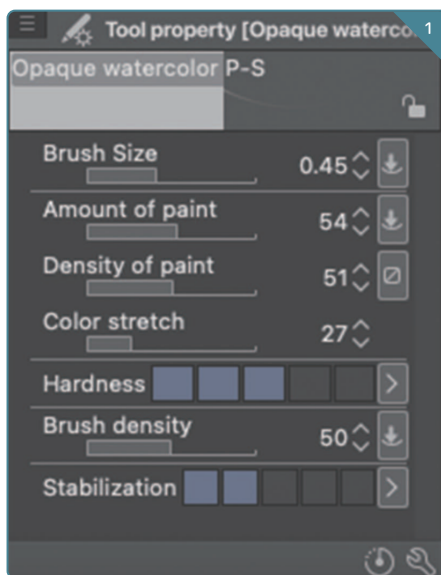 Tool property [Opaque waterco
1
Opaque watercolor P-S
Brush Size 0.45
Amount of paint 54
Density of paint 51
Color stretch 27
Hardness
Brush density 50
Stabilization